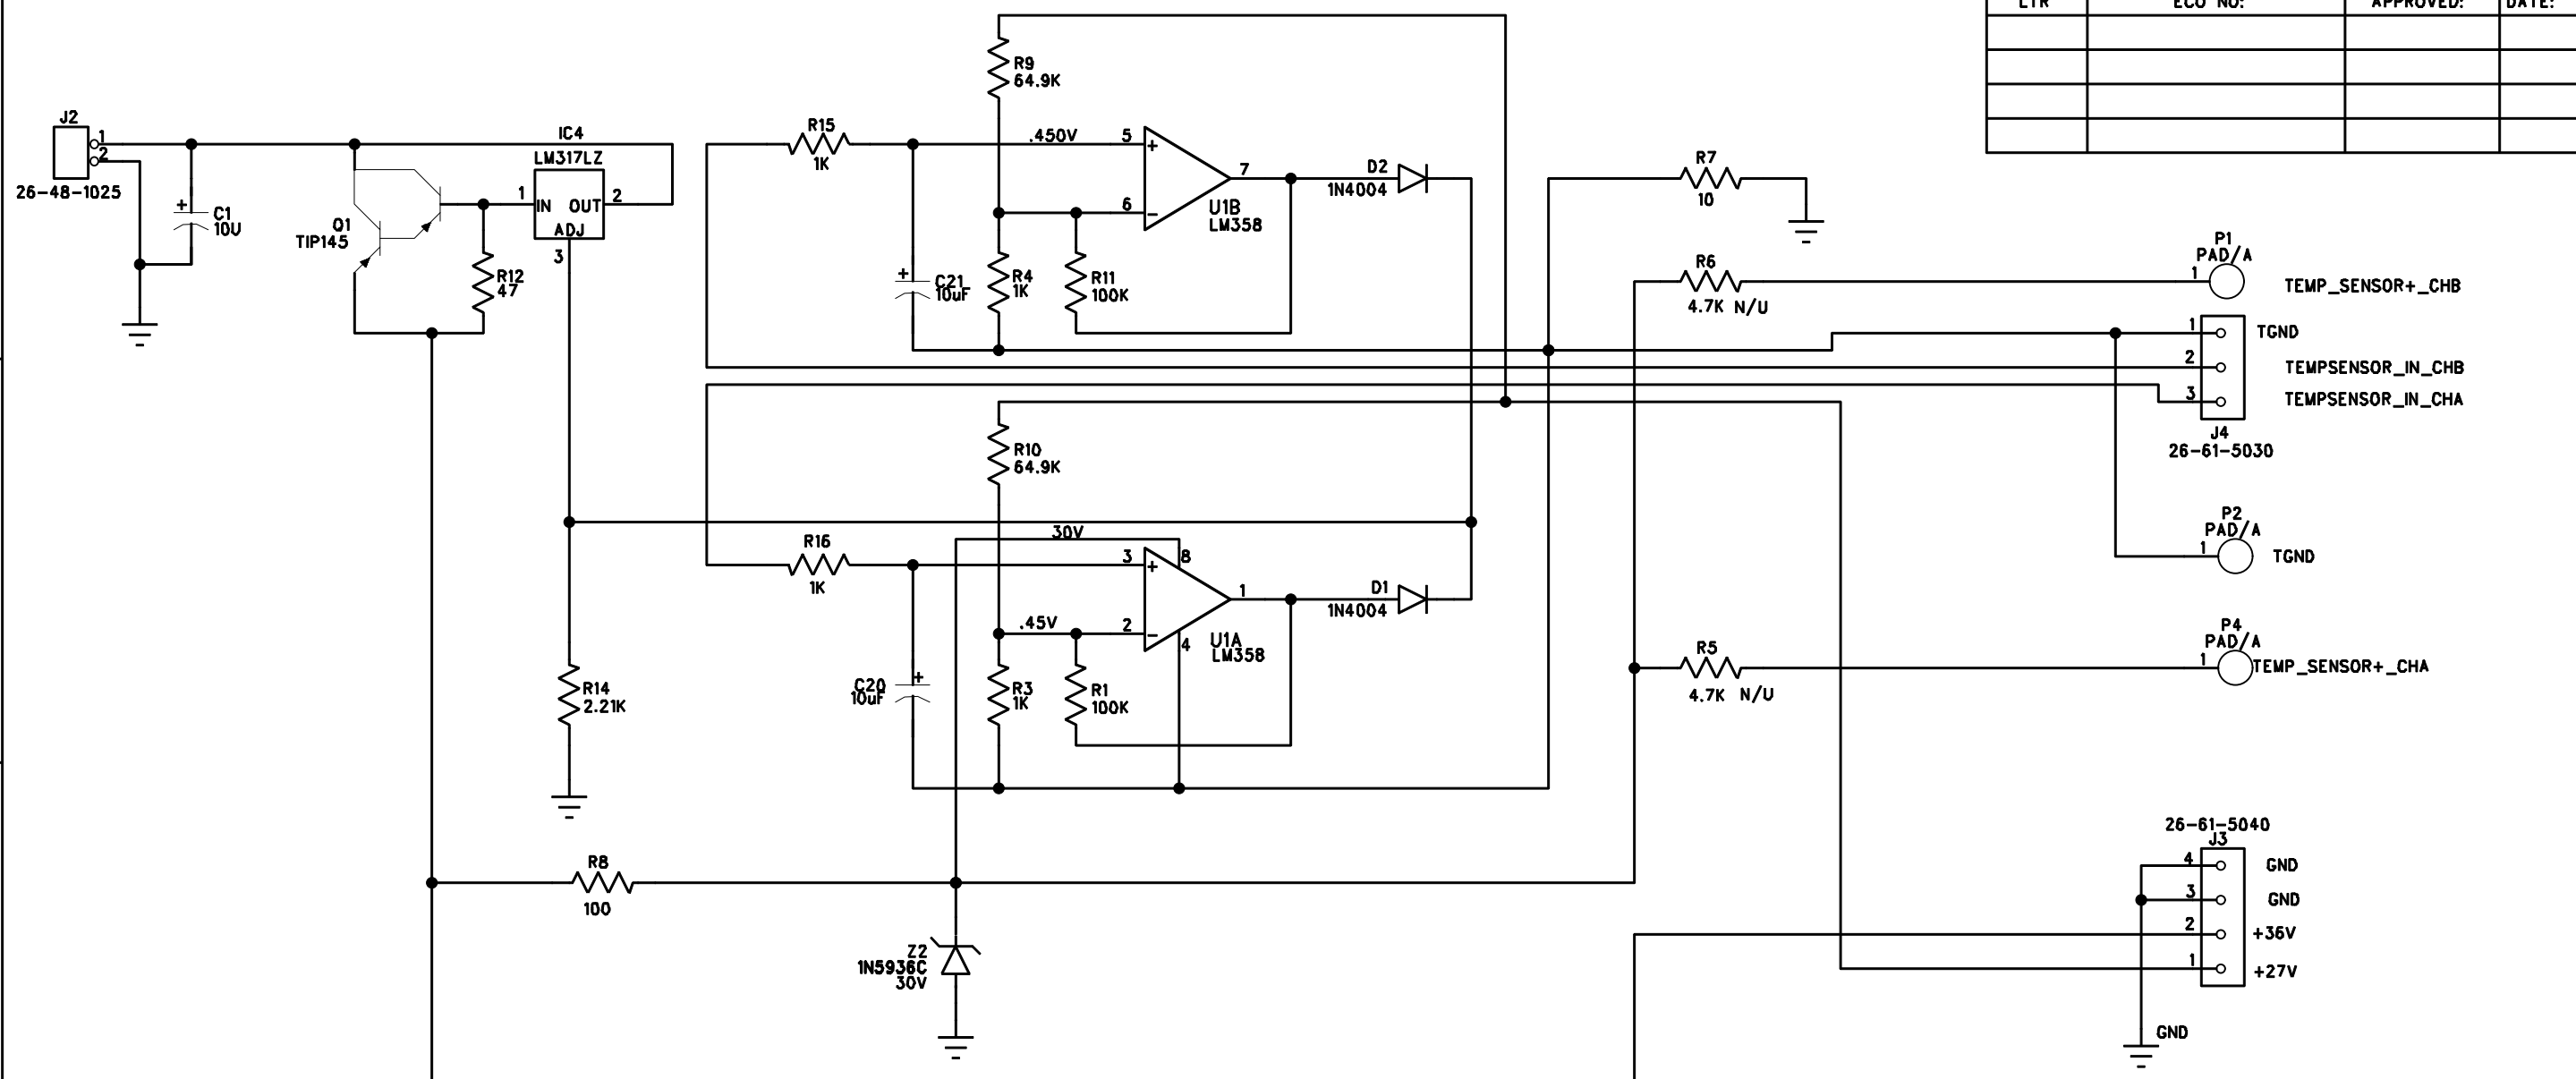 LTR ECO NO: APPROVED: DATE:
J2
1
2
26-48-1025
+ C1
10U
Q1
TIP145
IC4
LM317LZ
1 IN OUT 2
ADJ
3
R12
47
R9
64.9K
R15
1K
.450V 5 +
6 -
7
U1B
LM358
D2
1N4004
+ C21
10uF
R4
1K
R11
100K
R7
10
R6
4.7K N/U
P1
PAD/A
1
TEMP_SENSOR+_CHB
1 TGND
2 TEMPSENSOR_IN_CHB
3 TEMPSENSOR_IN_CHA
J4
26-61-5030
R10
64.9K
30V
R16
1K
3 +
8
.45V 2 -
4
1
U1A
LM358
D1
1N4004
C20
10uF
+
R3
1K
R1
100K
R14
2.21K
P2
PAD/A
1 TGND
R5
4.7K N/U
P4
PAD/A
1 TEMP_SENSOR+_CHA
R8
100
Z2
1N5936C
30V
26-61-5040
J3
4 GND
3 GND
2 +36V
1 +27V
GND